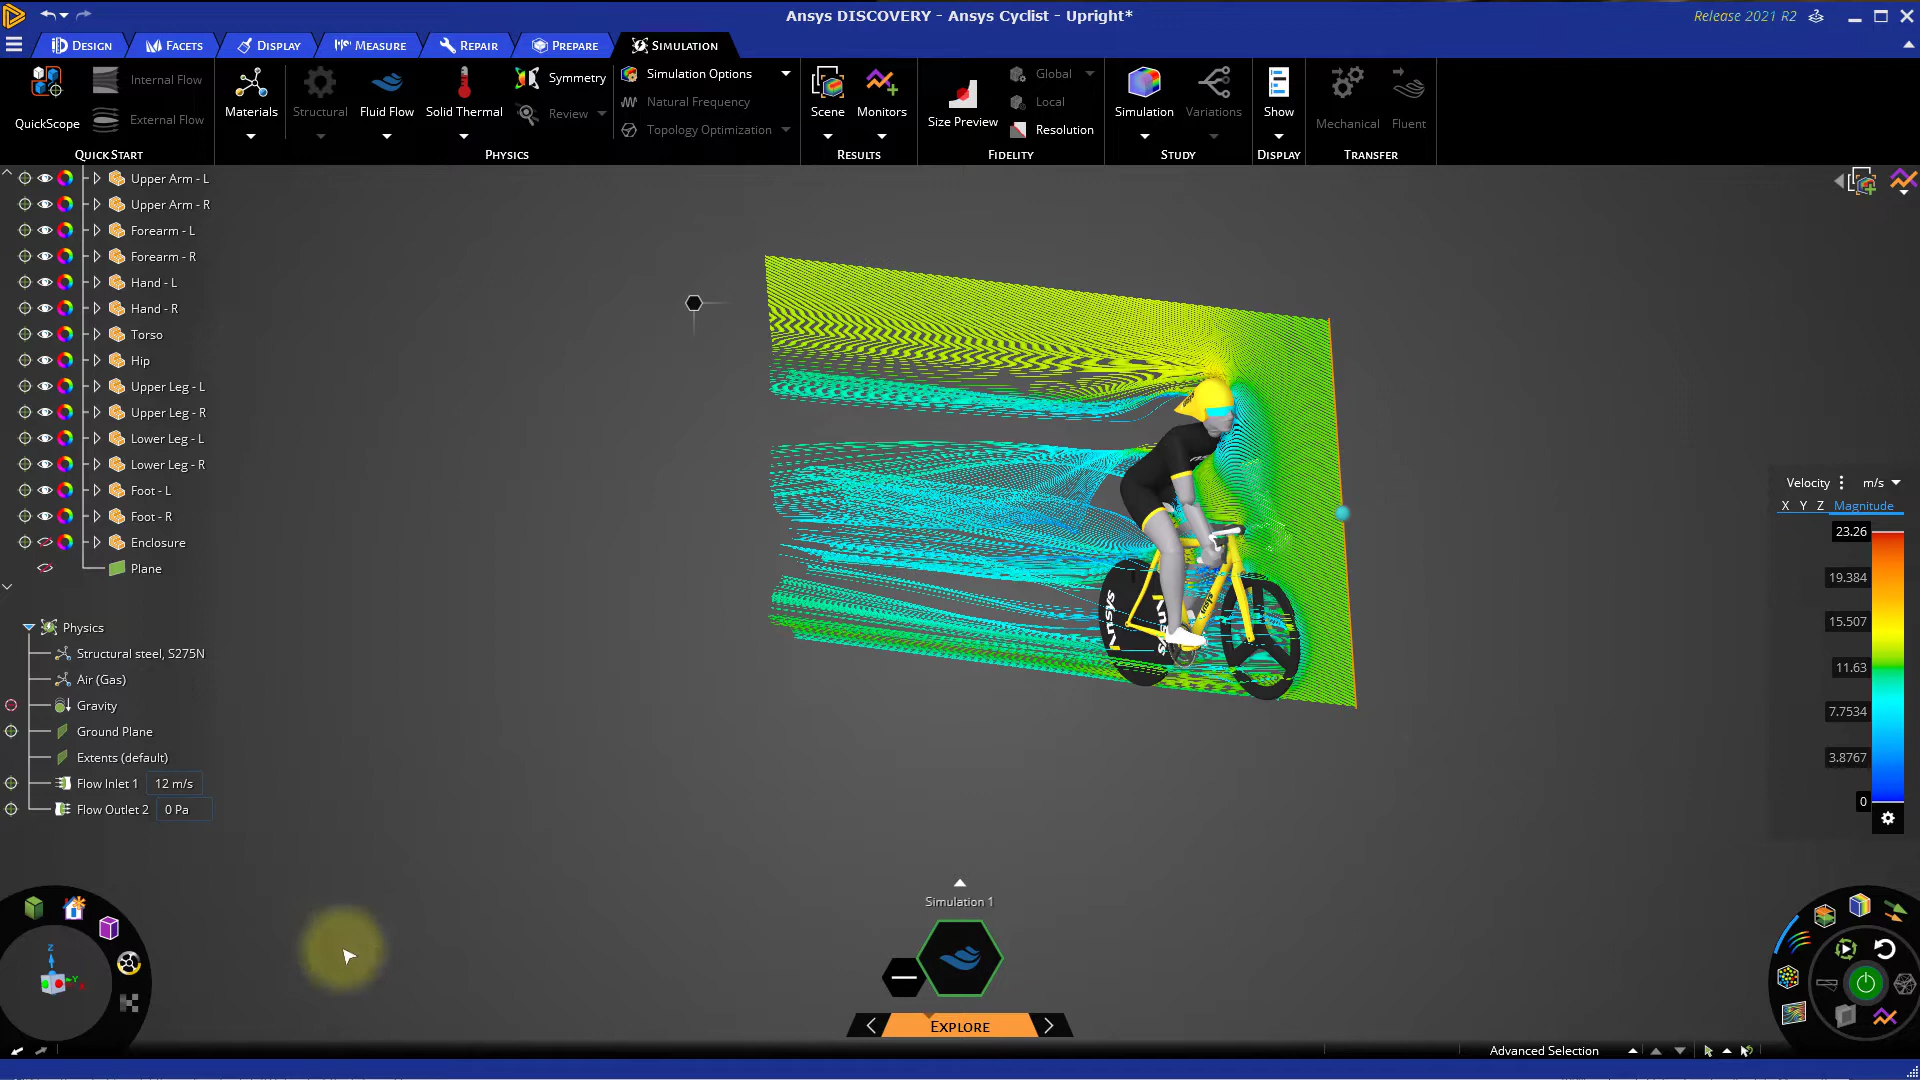 Ansys DISCOVERY - Ansys Cyclist - Upright*
Release 2021 R2
DESIGN
FACETS
DISPLAY
MEASURE
REPAIR
PREPARE
SIMULATION
QuickScope
Internal Flow
External Flow
QUICK START
Materials
Structural
Fluid Flow
Solid Thermal
Symmetry
Review
Simulation Options
Natural Frequency
Topology Optimization
PHYSICS
Scene
Monitors
RESULTS
Size Preview
Global
Local
Resolution
FIDELITY
Simulation
Variations
STUDY
Show
DISPLAY
Mechanical
Fluent
TRANSFER
Upper Arm - L
Upper Arm - R
Forearm - L
Forearm - R
Hand - L
Hand - R
Torso
Hip
Upper Leg - L
Upper Leg - R
Lower Leg - L
Lower Leg - R
Foot - L
Foot - R
Enclosure
Plane
Physics
Structural steel, S275N
Air (Gas)
Gravity
Ground Plane
Extents (default)
Flow Inlet 1 12 m/s
Flow Outlet 2 0 Pa
Ansys
Ansys
Velocity m/s
X Y Z Magnitude
23.26
19.384
15.507
11.63
7.7534
3.8767
0
Z
Y
Simulation 1
EXPLORE
Advanced Selection